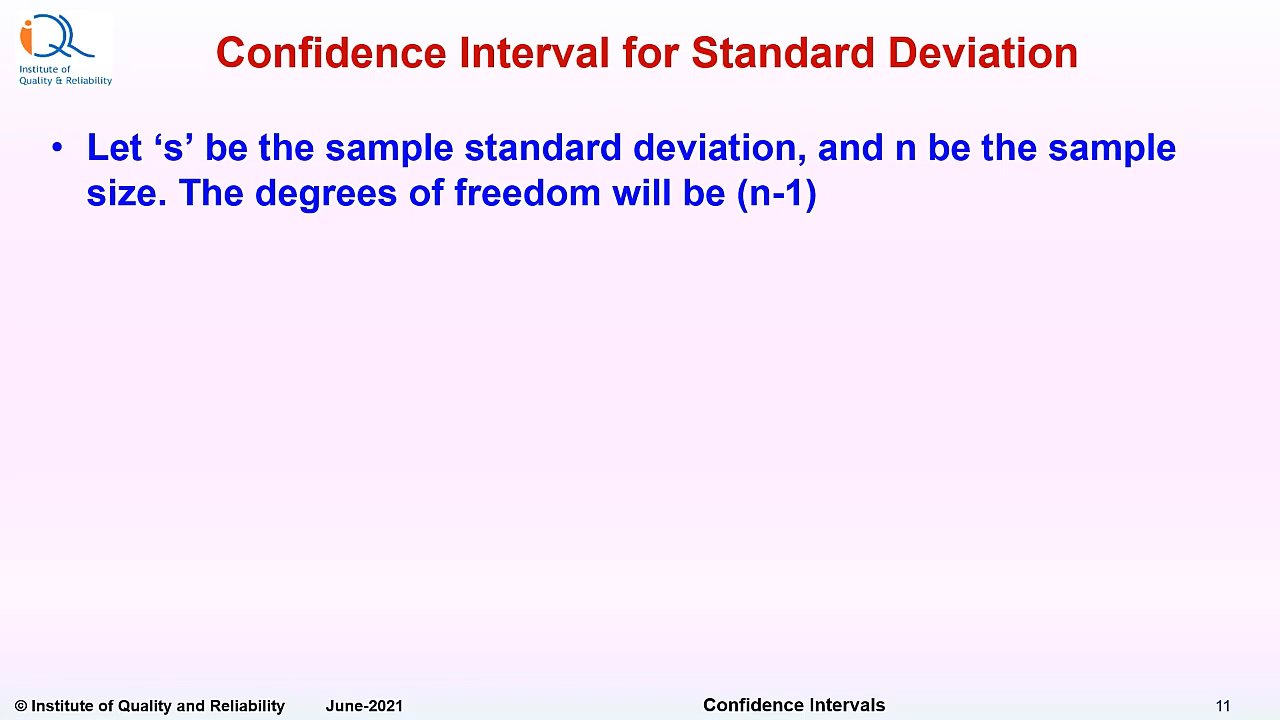 iQR
Institute of
Quality & Reliability
Confidence Interval for Standard Deviation
• Let ‘s’ be the sample standard deviation, and n be the sample
size. The degrees of freedom will be (n-1)
© Institute of Quality and Reliability June-2021 Confidence Intervals 11